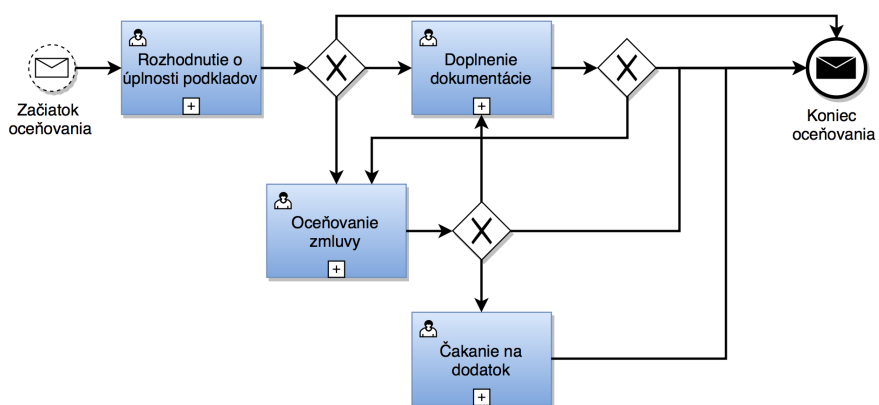 Rozhodnutie o
úplnosti podkladov
Doplnenie
dokumentácie
Začiatok
oceňovania
Koniec
oceňovania
Oceňovanie
zmluvy
Čakanie na
dodatok